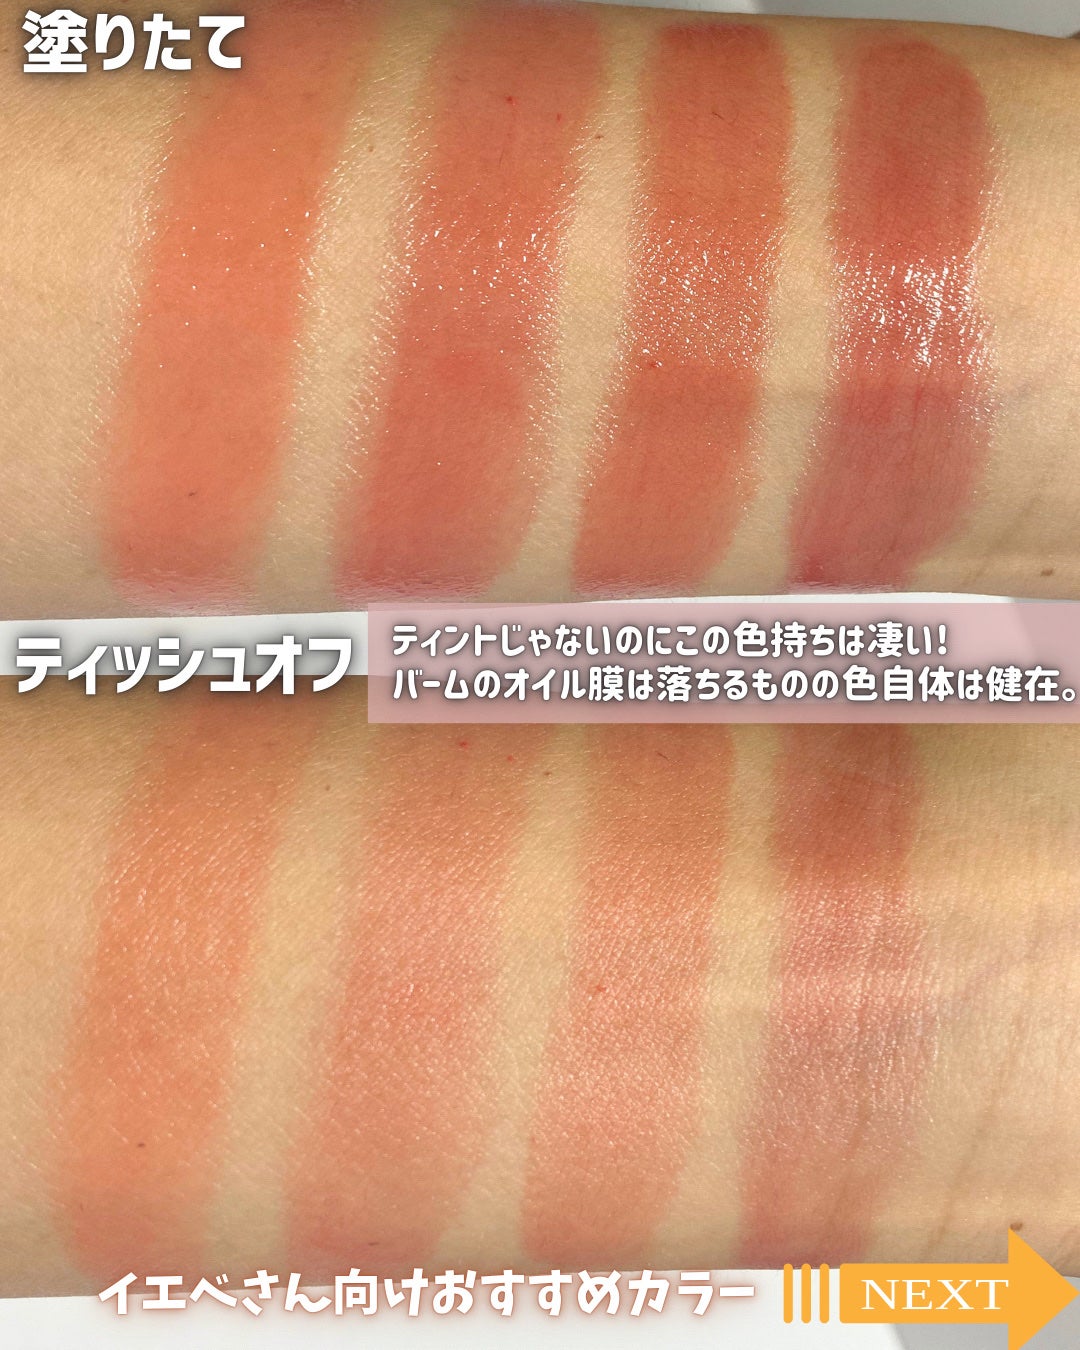 塗りたて
ティッシュオフ
ティントじゃないのにこの色持ちは凄い!
バームのオイル膜は落ちるものの色自体は健在。
イエベさん向けおすすめカラー
NEXT